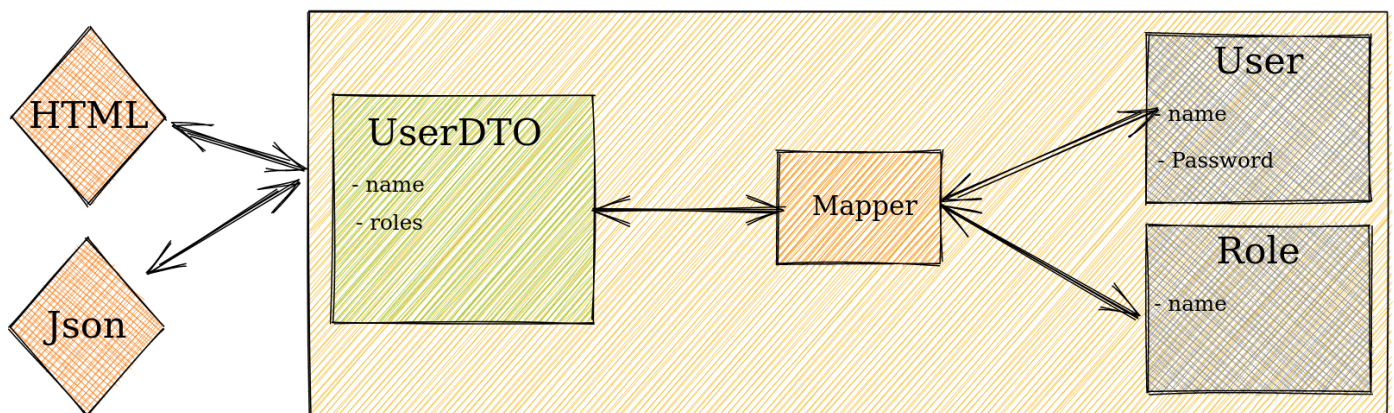 HTML
Json
UserDTO
- name
- roles
Mapper
User
- name
- Password
Role
- name